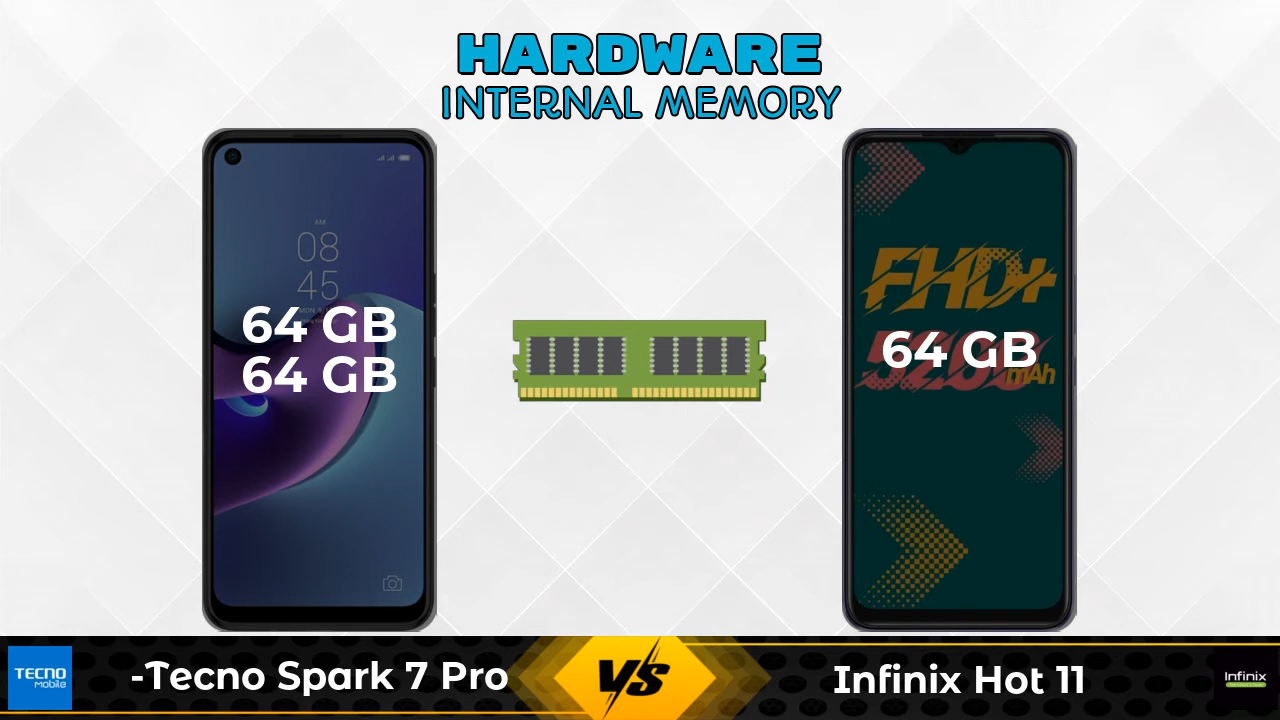 HARDWARE
INTERNAL MEMORY
AM
08
45
64 GB
64 GB
FHD+
64 GB
mAh
TECNO
mobile
-Tecno Spark 7 Pro
VS
Infinix Hot 11
Infinix